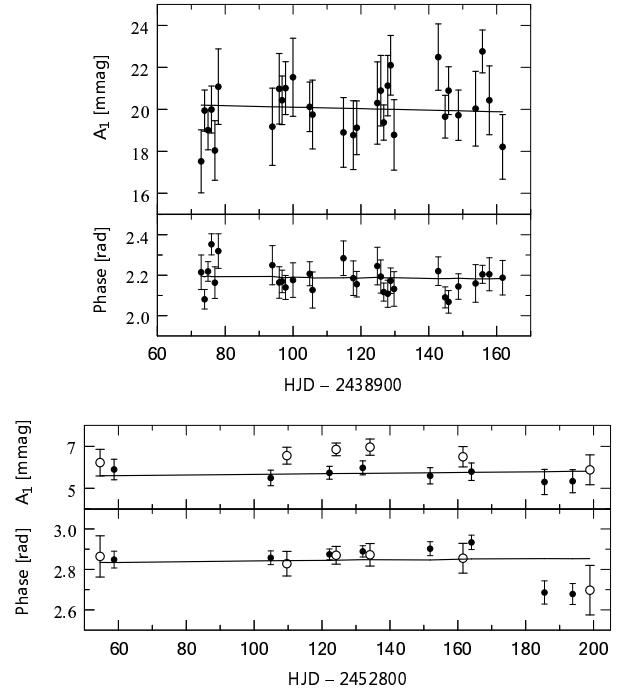 24
22
20
18
16
A₁ [mmag]
2.4
2.2
2.0
Phase [rad]
60 80 100 120 140 160
HJD – 2438900
7
5
A₁ [mmag]
3.0
2.8
2.6
Phase [rad]
60 80 100 120 140 160 180 200
HJD – 2452800